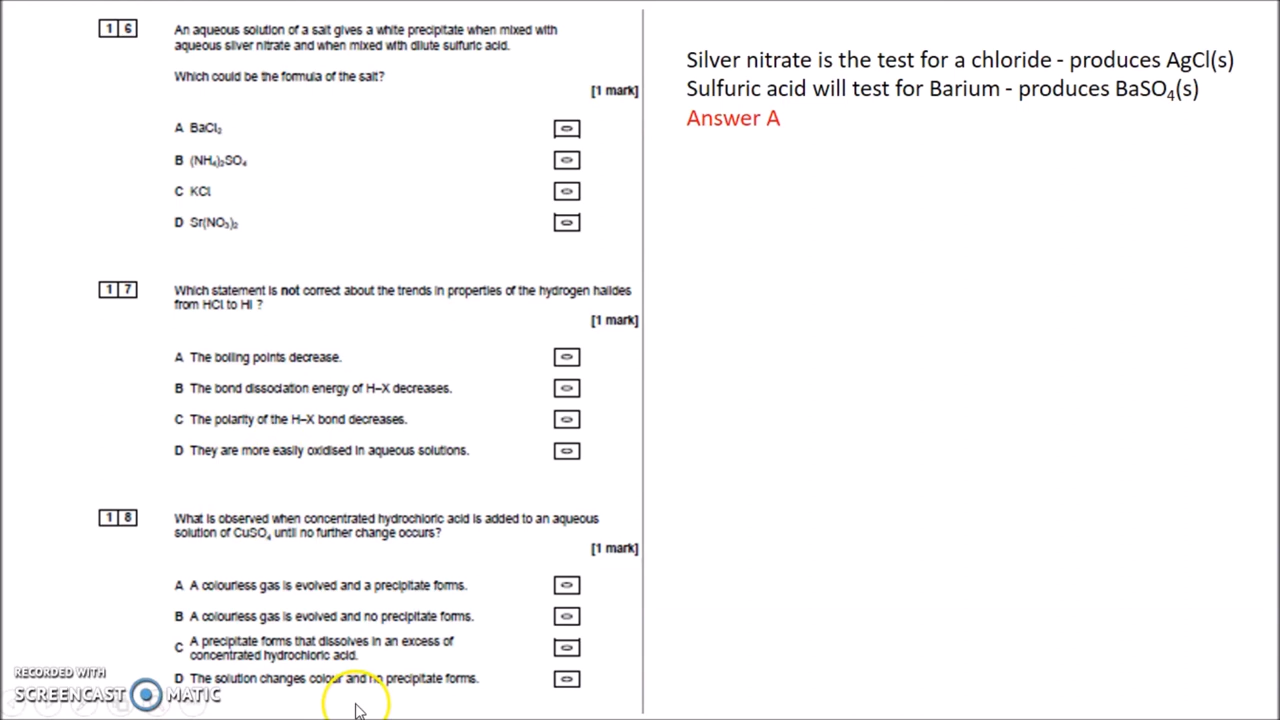 1 6
An aqueous solution of a salt gives a white precipitate when mixed with
aqueous silver nitrate and when mixed with dilute sulfuric acid.
Which could be the formula of the salt?
[1 mark]
A BaCl₂
B (NH₄)₂SO₄
C KCl
D Sr(NO₃)₂
1 7
Which statement is not correct about the trends in properties of the hydrogen halides
from HCl to HI ?
[1 mark]
A The boiling points decrease.
B The bond dissociation energy of H–X decreases.
C The polarity of the H–X bond decreases.
D They are more easily oxidised in aqueous solutions.
1 8
What is observed when concentrated hydrochloric acid is added to an aqueous
solution of CuSO₄ until no further change occurs?
[1 mark]
A A colourless gas is evolved and a precipitate forms.
B A colourless gas is evolved and no precipitate forms.
C A precipitate forms that dissolves in an excess of
concentrated hydrochloric acid.
D The solution changes colour and no precipitate forms.
Silver nitrate is the test for a chloride - produces AgCl(s)
Sulfuric acid will test for Barium - produces BaSO₄(s)
Answer A
RECORDED WITH
SCREENCAST MATIC